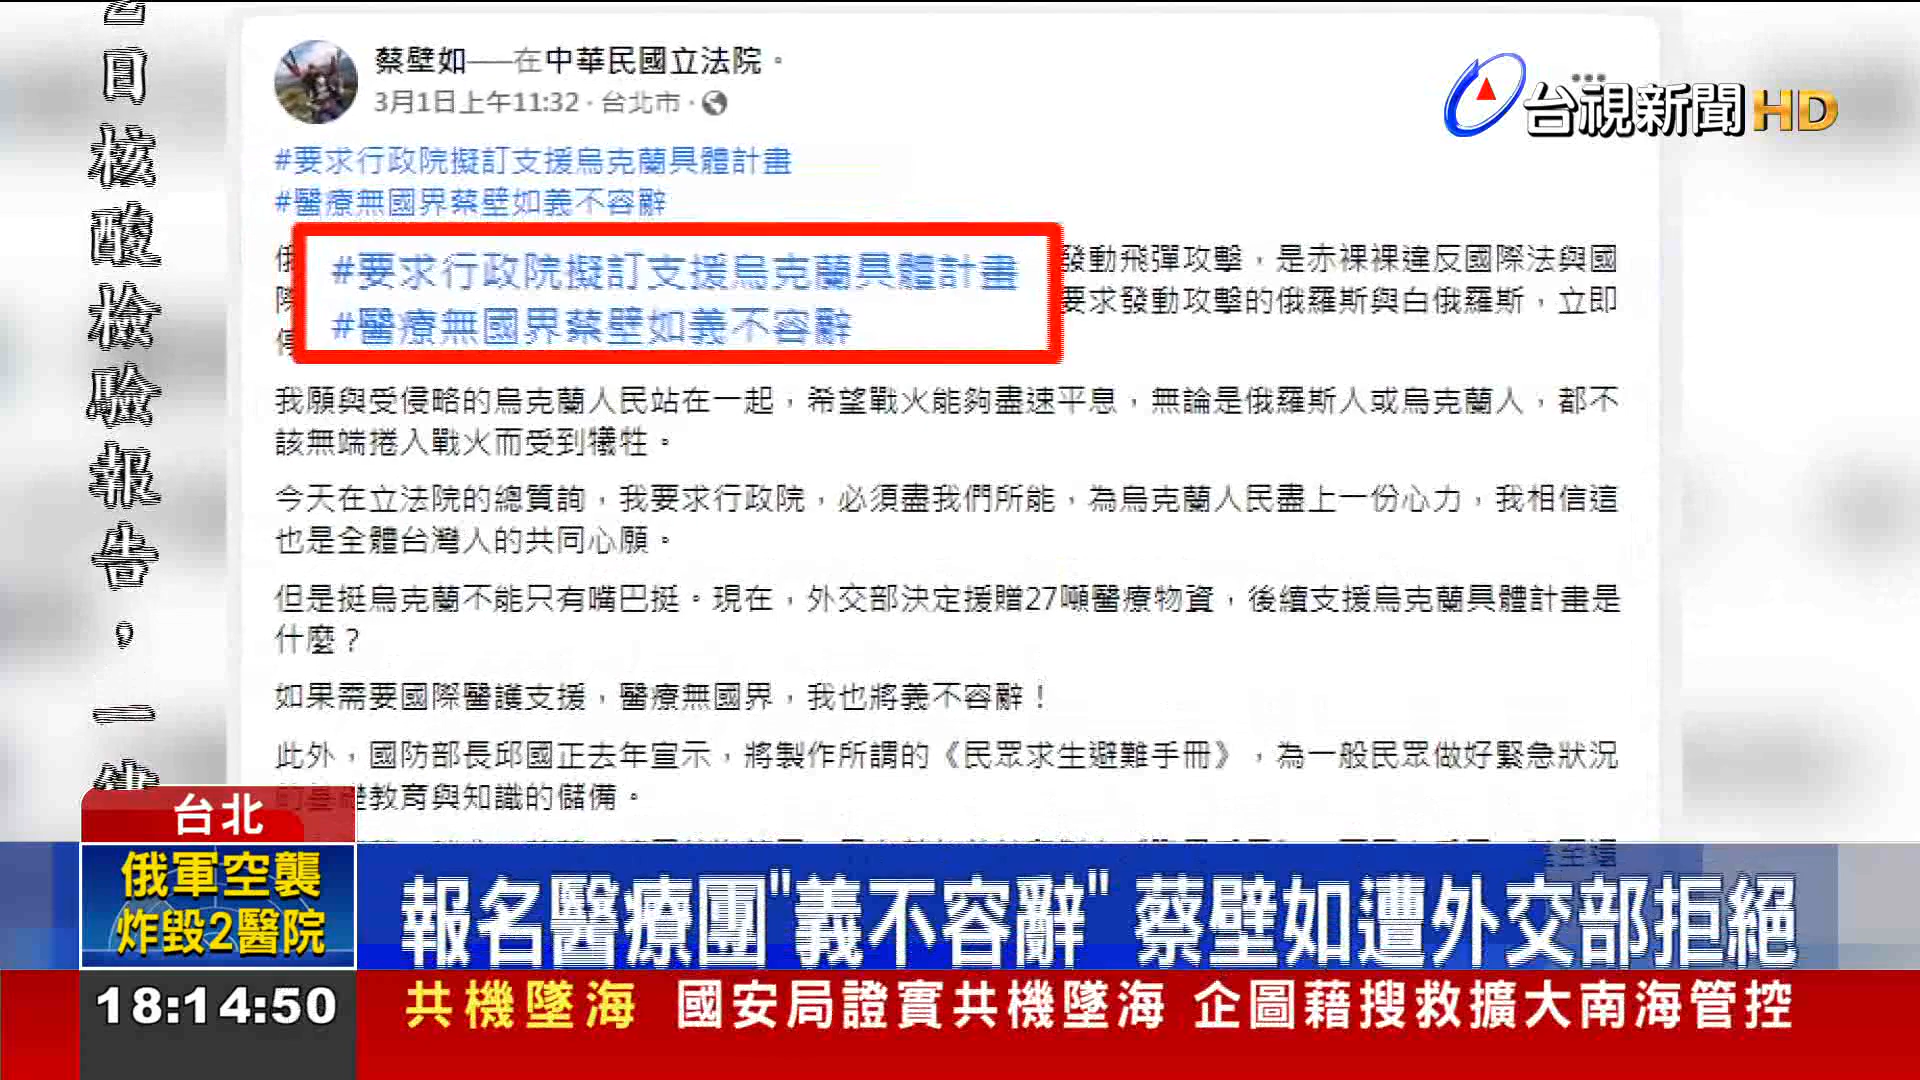 2日核酸檢驗報告。一律
蔡壁如——在中華民國立法院。
3月1日上午11:32·台北市·
台視新聞HD
#要求行政院擬訂支援烏克蘭具體計畫
#醫療無國界蔡壁如義不容辭
#要求行政院擬訂支援烏克蘭具體計畫
#醫療無國界蔡壁如義不容辭
發動飛彈攻擊，是赤裸裸違反國際法與國
要求發動攻擊的俄羅斯與白俄羅斯，立即
我願與受侵略的烏克蘭人民站在一起，希望戰火能夠盡速平息，無論是俄羅斯人或烏克蘭人，都不
該無端捲入戰火而受到犧牲。
今天在立法院的總質詢，我要求行政院，必須盡我們所能，為烏克蘭人民盡上一份心力，我相信這
也是全體台灣人的共同心願。
但是挺烏克蘭不能只有嘴巴挺。現在，外交部決定援贈27噸醫療物資，後續支援烏克蘭具體計畫是
什麼？
如果需要國際醫護支援，醫療無國界，我也將義不容辭！
此外，國防部長邱國正去年宣示，將製作所謂的《民眾求生避難手冊》，為一般民眾做好緊急狀況
的基礎教育與知識的儲備。
台北
俄軍空襲
炸毀2醫院
報名醫療團"義不容辭" 蔡壁如遭外交部拒絕
18:14:50
共機墜海 國安局證實共機墜海 企圖藉搜救擴大南海管控